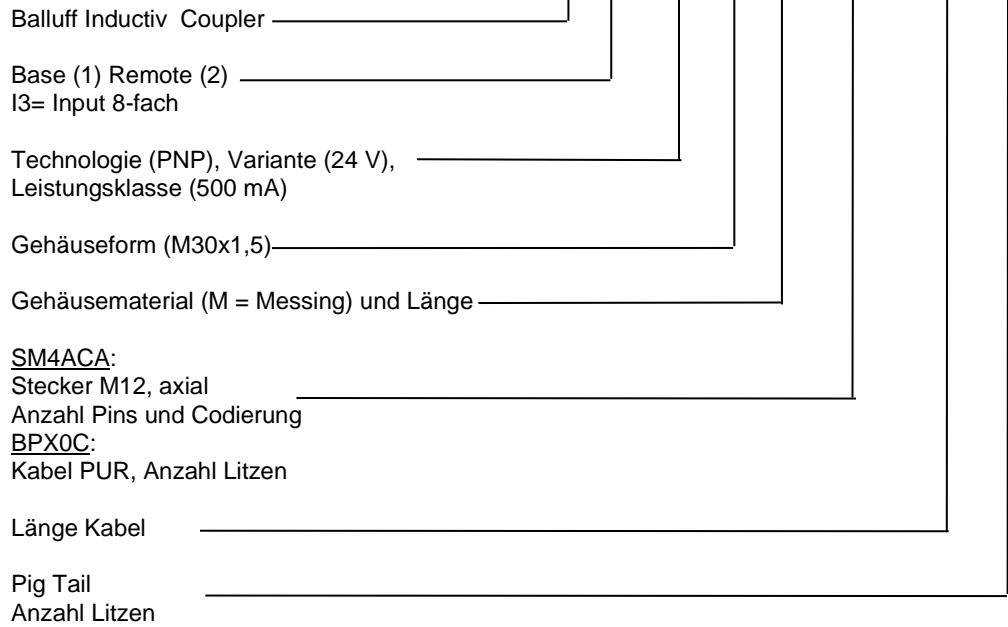 Balluff Inductiv Coupler
Base (1) Remote (2)
I3= Input 8-fach
Technologie (PNP), Variante (24 V),
Leistungsklasse (500 mA)
Gehäuseform (M30x1,5)
Gehäusematerial (M = Messing) und Länge
SM4ACA:
Stecker M12, axial
Anzahl Pins und Codierung
BPX0C:
Kabel PUR, Anzahl Litzen
Länge Kabel
Pig Tail
Anzahl Litzen